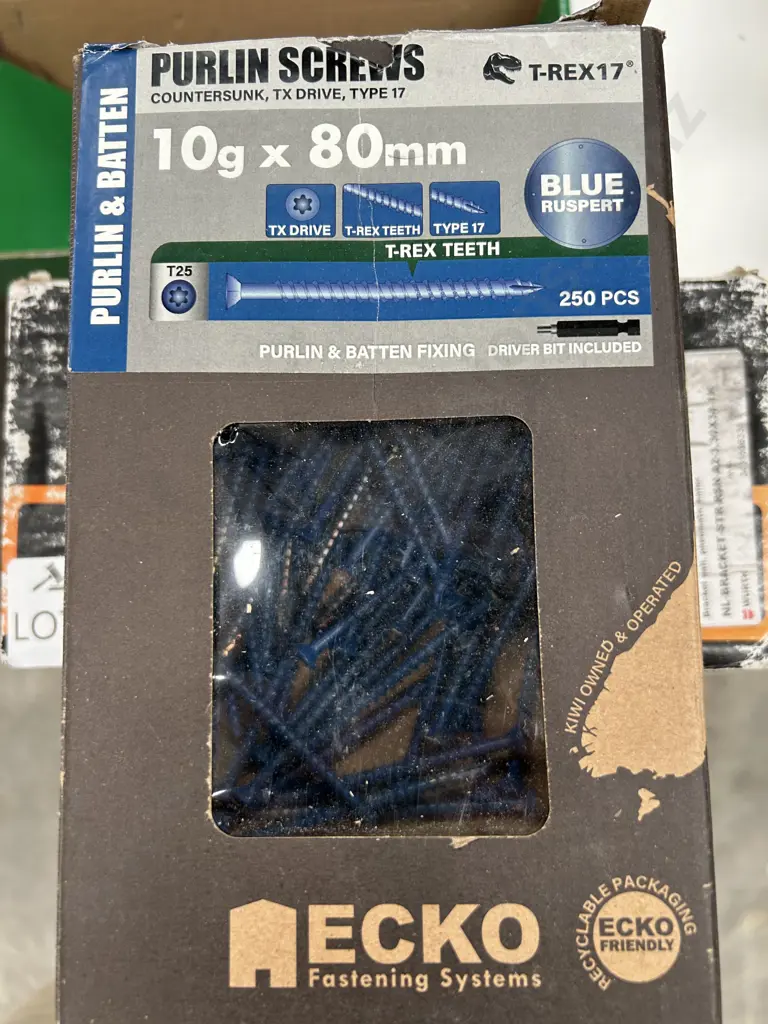 PURLIN SCREWS
COUNTERSUNK, TX DRIVE, TYPE 17
T-REX17®
PURLIN & BATTEN
10g x 80mm
BLUE
RUSPERT
TX DRIVE
T-REX TEETH
TYPE 17
T-REX TEETH
T25
250 PCS
PURLIN & BATTEN FIXING
DRIVER BIT INCLUDED
KIWI OWNED & OPERATED
ECKO
Fastening Systems
RECYCLABLE PACKAGING
ECKO
FRIENDLY
LO
WÜRTH